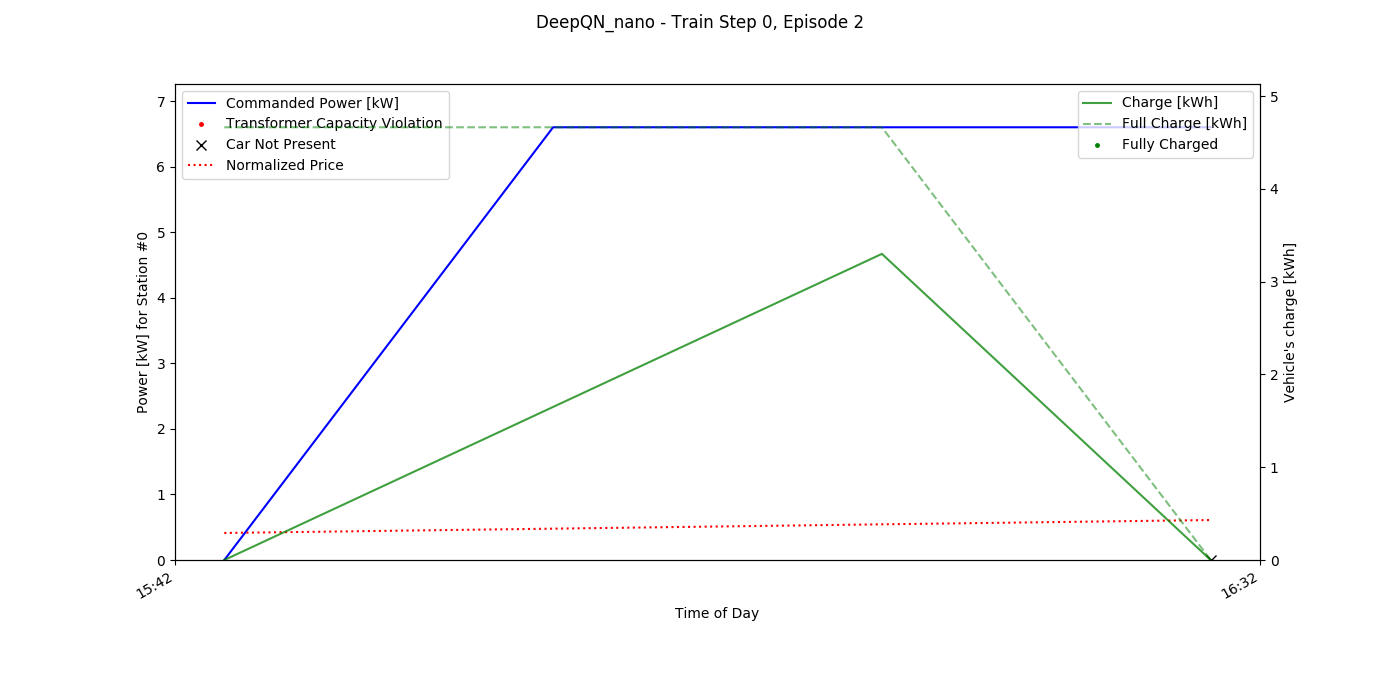 DeepQN_nano - Train Step 0, Episode 2
Commanded Power [kW]
Transformer Capacity Violation
Car Not Present
Normalized Price
Charge [kWh]
Full Charge [kWh]
Fully Charged
7
6
5
4
3
2
1
0
Power [kW] for Station #0
5
4
3
2
1
0
Vehicle's charge [kWh]
15:42
16:32
Time of Day